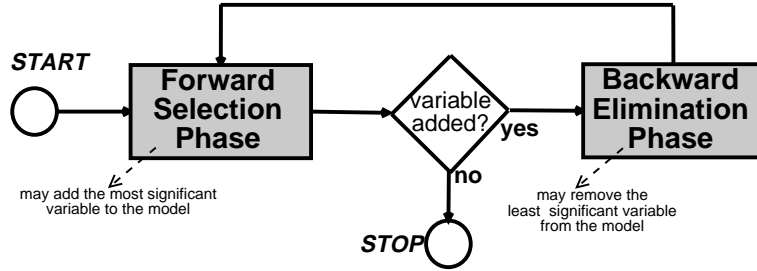 START
Forward
Selection
Phase
may add the most significant
variable to the model
variable
added?
yes
no
STOP
Backward
Elimination
Phase
may remove the
least significant variable
from the model